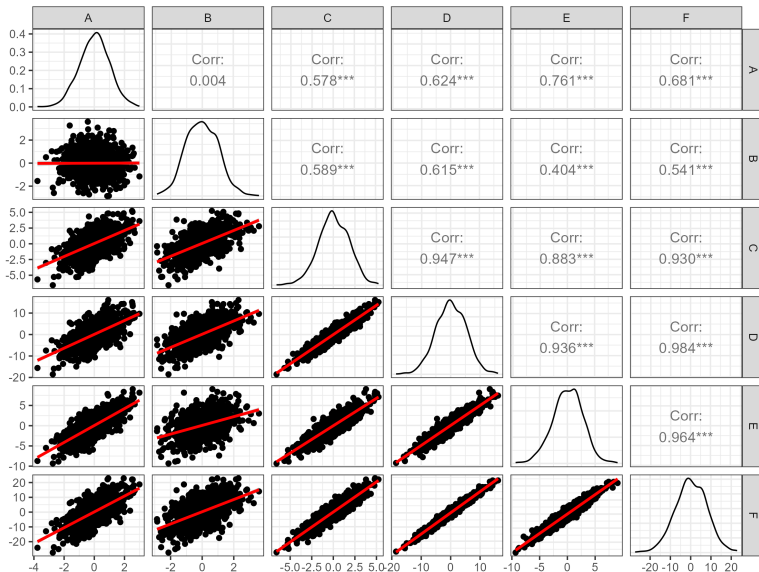 A B C D E F
0.4
0.3
0.2
0.1
0.0
Corr:
0.004
Corr:
0.578***
Corr:
0.624***
Corr:
0.761***
Corr:
0.681***
A
2
0
-2
Corr:
0.589***
Corr:
0.615***
Corr:
0.404***
Corr:
0.541***
B
5.0
2.5
0.0
-2.5
-5.0
Corr:
0.947***
Corr:
0.883***
Corr:
0.930***
C
10
0
-10
-20
Corr:
0.936***
Corr:
0.984***
D
5
0
-5
-10
Corr:
0.964***
E
20
10
0
-10
-20
F
-4 -2 0 2
-2 0 2
-5.0 -2.5 0.0 2.5 5.0
-20 -10 0 10
-10 -5 0 5
-20 -10 0 10 20